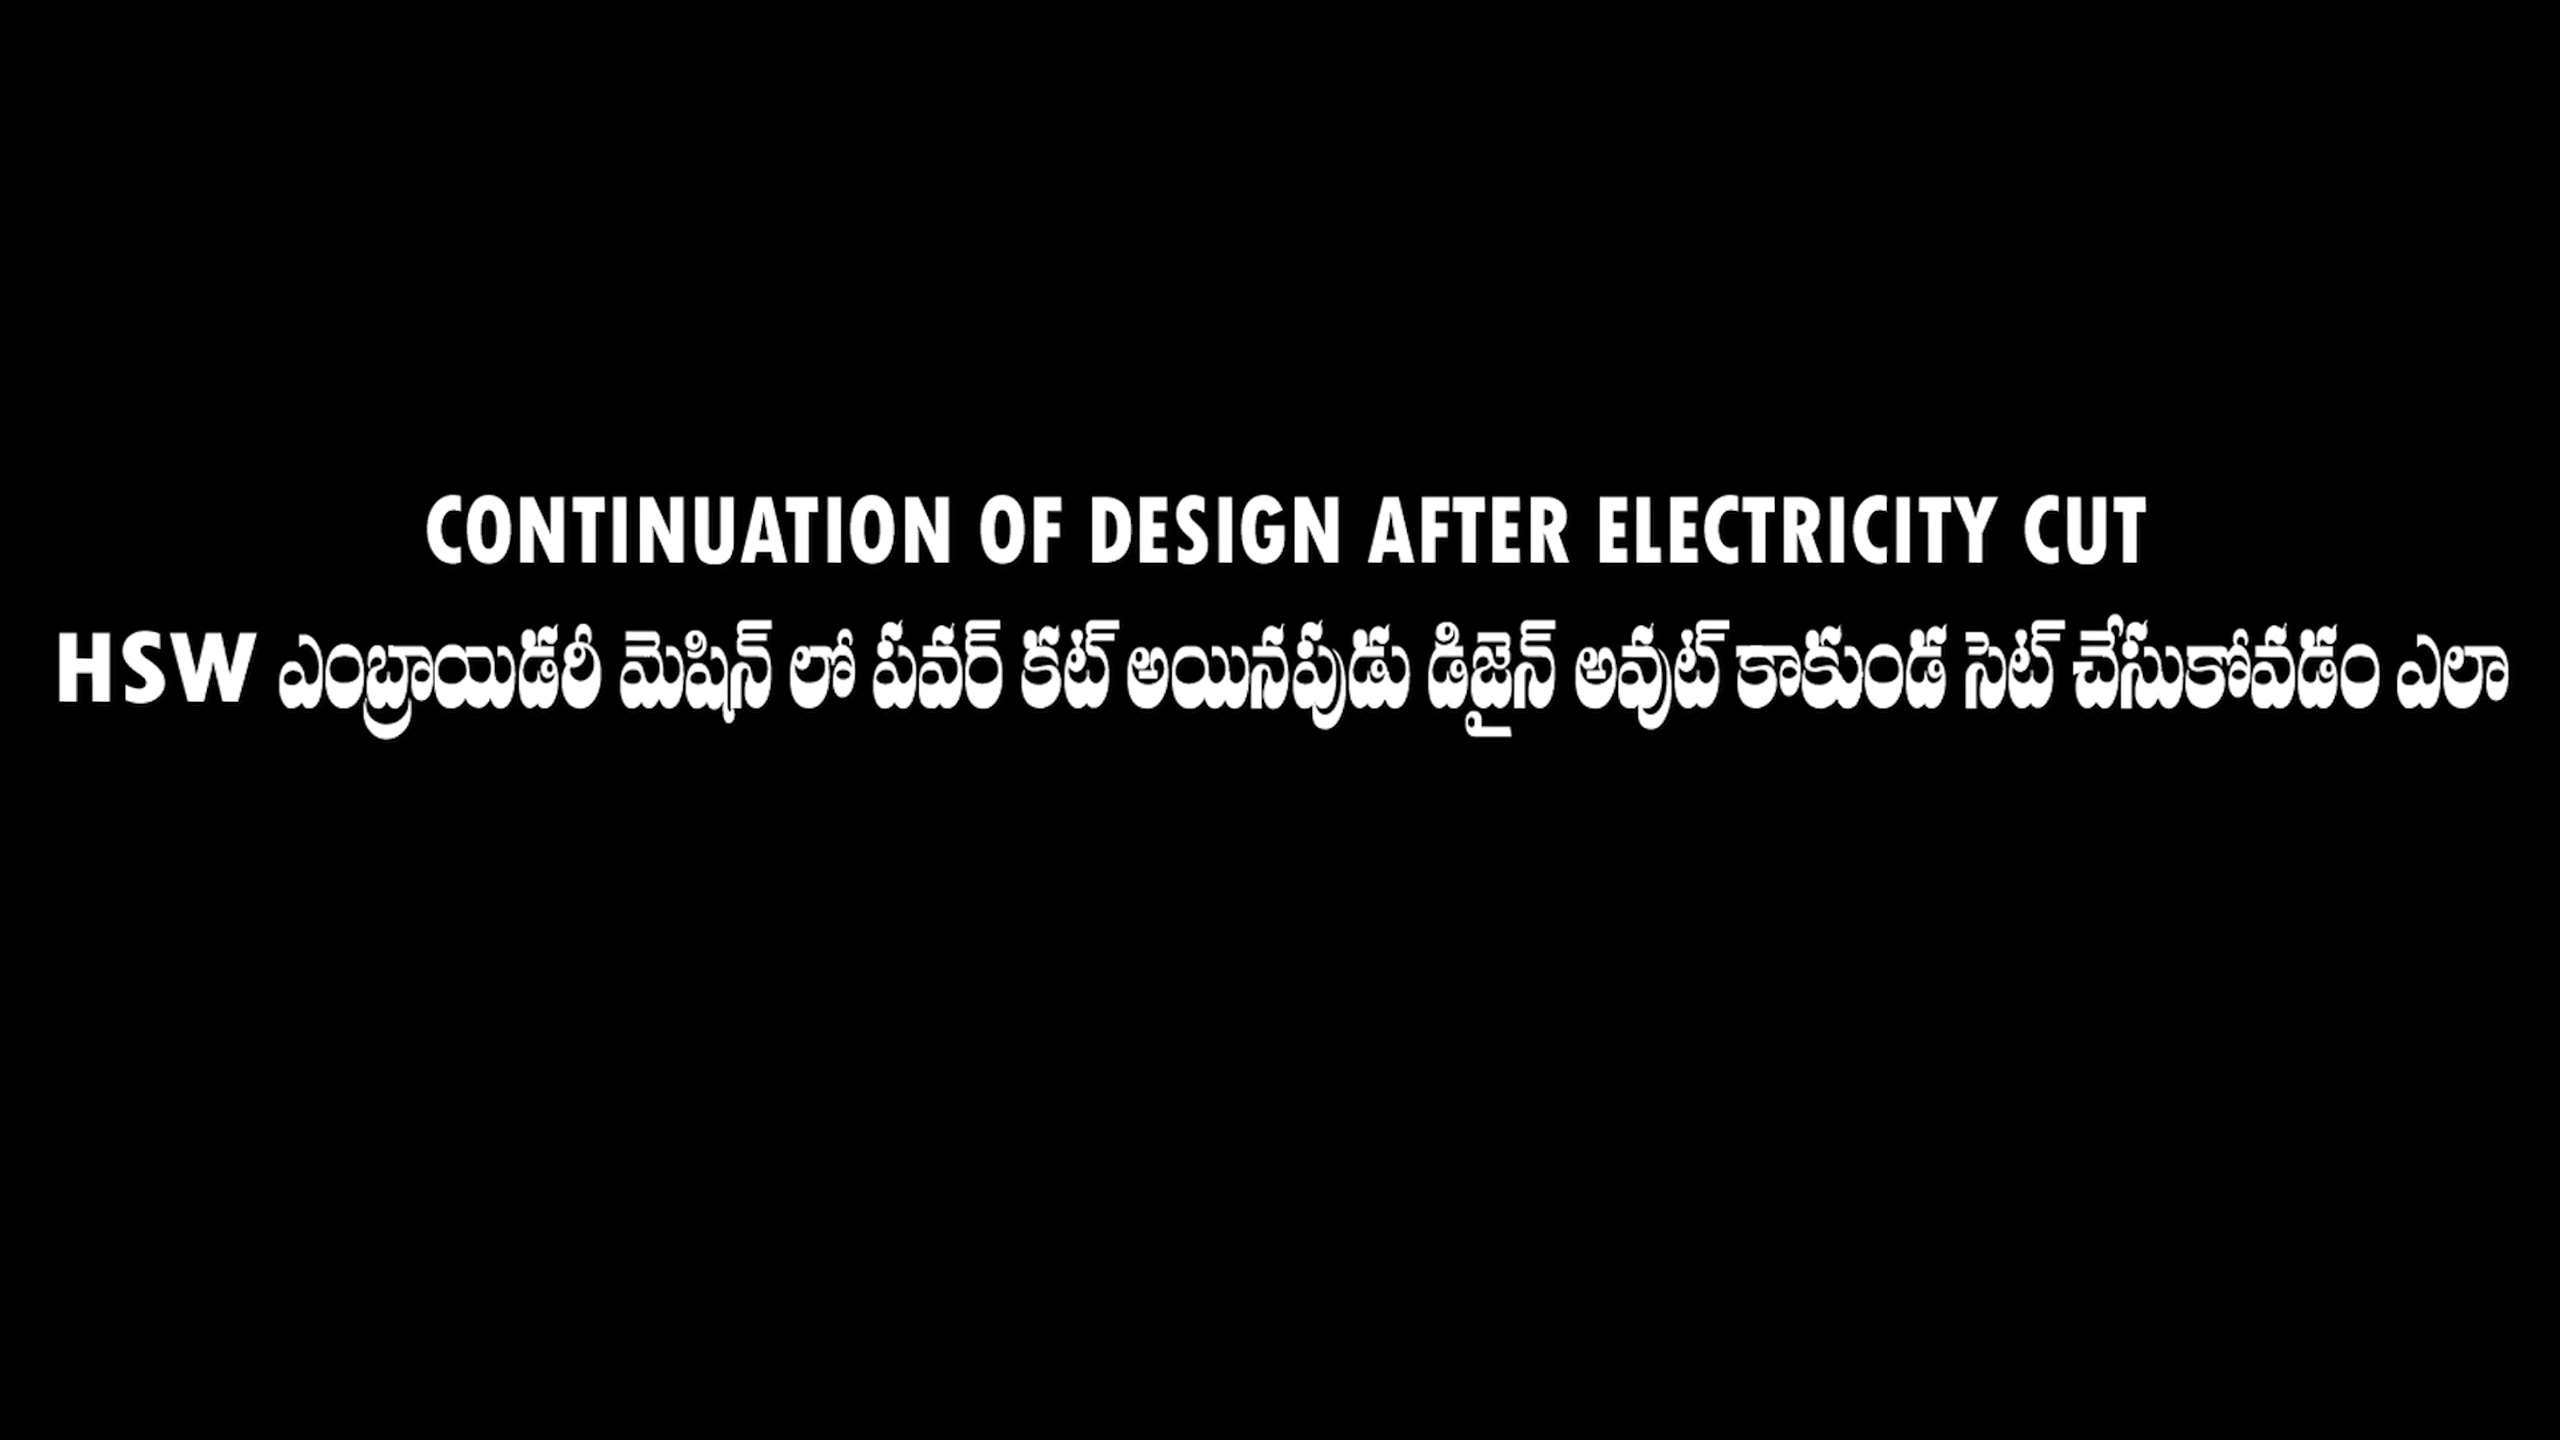 CONTINUATION OF DESIGN AFTER ELECTRICITY CUT
HSW ఎంబ్రాయిడరీ మెషిన్ లో పవర్ కట్ అయినపుడు డిజైన్ అవుట్ కాకుండ సెట్ చేసుకోవడం ఎలా